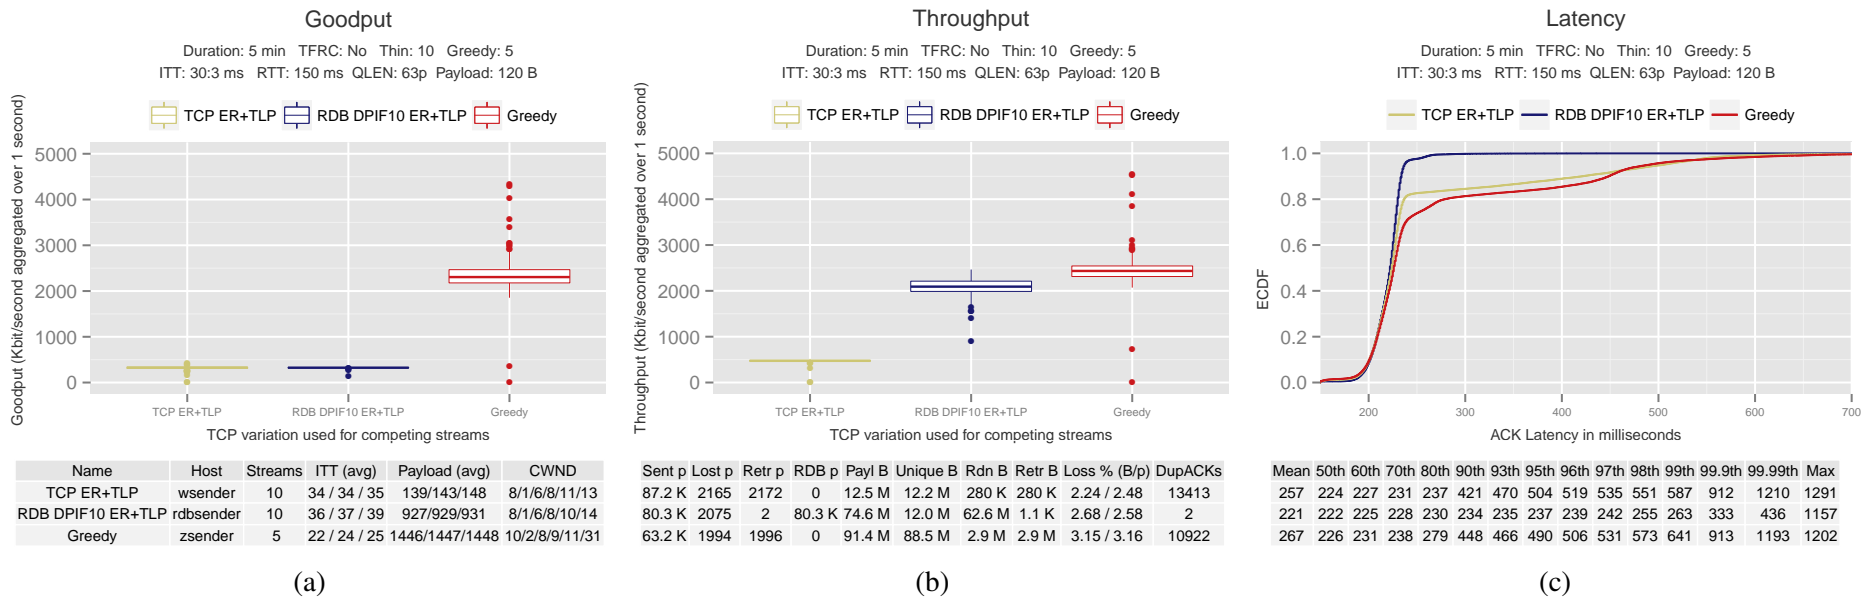 Goodput
Duration: 5 min TFRC: No Thin: 10 Greedy: 5
ITT: 30:3 ms RTT: 150 ms QLEN: 63p Payload: 120 B
TCP ER+TLP RDB DPIF10 ER+TLP Greedy
Goodput (Kbit/second aggregated over 1 second)
5000
4000
3000
2000
1000
0
TCP ER+TLP RDB DPIF10 ER+TLP Greedy
TCP variation used for competing streams
Name Host Streams ITT (avg) Payload (avg) CWND
TCP ER+TLP wsender 10 34 / 34 / 35 139/143/148 8/1/6/8/11/13
RDB DPIF10 ER+TLP rdbsender 10 36 / 37 / 39 927/929/931 8/1/6/8/10/14
Greedy zsender 5 22 / 24 / 25 1446/1447/1448 10/2/8/9/11/31
(a)
Throughput
Duration: 5 min TFRC: No Thin: 10 Greedy: 5
ITT: 30:3 ms RTT: 150 ms QLEN: 63p Payload: 120 B
TCP ER+TLP RDB DPIF10 ER+TLP Greedy
Throughput (Kbit/second aggregated over 1 second)
5000
4000
3000
2000
1000
0
TCP ER+TLP RDB DPIF10 ER+TLP Greedy
TCP variation used for competing streams
Sent p Lost p Retr p RDB p Payl B Unique B Rdn B Retr B Loss % (B/p) DupACKs
87.2 K 2165 2172 0 12.5 M 12.2 M 280 K 280 K 2.24 / 2.48 13413
80.3 K 2075 2 80.3 K 74.6 M 12.0 M 62.6 M 1.1 K 2.68 / 2.58 2
63.2 K 1994 1996 0 91.4 M 88.5 M 2.9 M 2.9 M 3.15 / 3.16 10922
(b)
Latency
Duration: 5 min TFRC: No Thin: 10 Greedy: 5
ITT: 30:3 ms RTT: 150 ms QLEN: 63p Payload: 120 B
TCP ER+TLP RDB DPIF10 ER+TLP Greedy
ECDF
1.0
0.8
0.6
0.4
0.2
0.0
200 300 400 500 600 700
ACK Latency in milliseconds
Mean 50th 60th 70th 80th 90th 93th 95th 96th 97th 98th 99th 99.9th 99.99th Max
257 224 227 231 237 421 470 504 519 535 551 587 912 1210 1291
221 222 225 228 230 234 235 237 239 242 255 263 333 436 1157
267 226 231 238 279 448 466 490 506 531 573 641 913 1193 1202
(c)